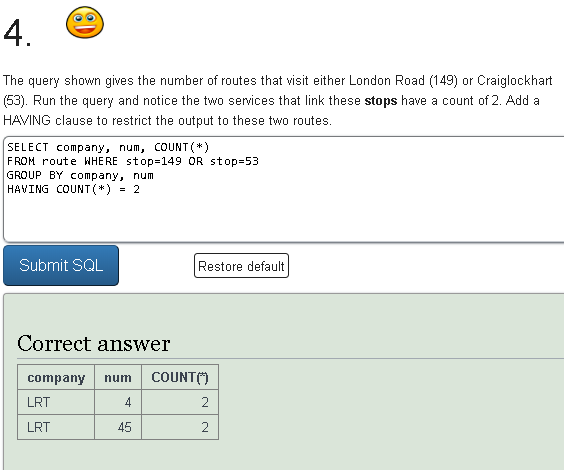 4.
The query shown gives the number of routes that visit either London Road (149) or Craiglockhart
(53). Run the query and notice the two services that link these stops have a count of 2. Add a
HAVING clause to restrict the output to these two routes.
SELECT company, num, COUNT(*)
FROM route WHERE stop=149 OR stop=53
GROUP BY company, num
HAVING COUNT(*) = 2
Submit SQL Restore default
Correct answer
company num COUNT(*)
LRT 4 2
LRT 45 2